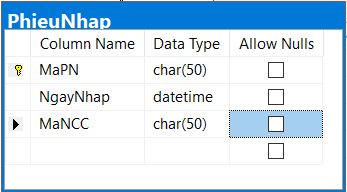 PhieuNhap
Column Name Data Type Allow Nulls
MaPN char(50)
NgayNhap datetime
MaNCC char(50)